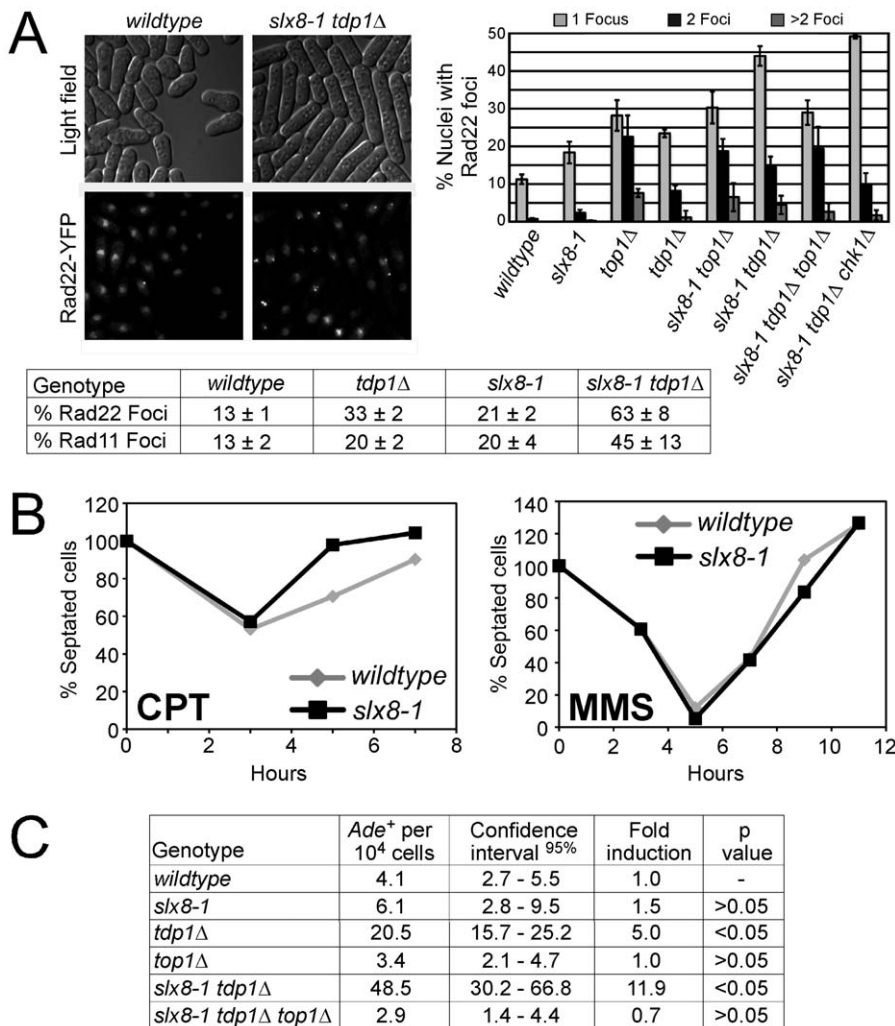 A
wildtype
slx8-1 tdp1Δ
Light field
Rad22-YFP
1 Focus
2 Foci
>2 Foci
% Nuclei with
Rad22 foci
50
40
30
20
10
0
wildtype
slx8-1
top1Δ
tdp1Δ
slx8-1 top1Δ
slx8-1 tdp1Δ
slx8-1 tdp1Δ top1Δ
slx8-1 tdp1Δ chk1Δ
Genotype wildtype tdp1Δ slx8-1 slx8-1 tdp1Δ
% Rad22 Foci 13 ± 1 33 ± 2 21 ± 2 63 ± 8
% Rad11 Foci 13 ± 2 20 ± 2 20 ± 4 45 ± 13
B
% Septated cells
120
100
80
60
40
20
0
0 2 4 6 8
Hours
CPT
wildtype
slx8-1
% Septated cells
140
120
100
80
60
40
20
0
0 2 4 6 8 10 12
Hours
MMS
wildtype
slx8-1
C
Genotype Ade+ per 10⁴ cells Confidence interval 95% Fold induction p value
wildtype 4.1 2.7 - 5.5 1.0 -
slx8-1 6.1 2.8 - 9.5 1.5 >0.05
tdp1Δ 20.5 15.7 - 25.2 5.0 <0.05
top1Δ 3.4 2.1 - 4.7 1.0 >0.05
slx8-1 tdp1Δ 48.5 30.2 - 66.8 11.9 <0.05
slx8-1 tdp1Δ top1Δ 2.9 1.4 - 4.4 0.7 >0.05